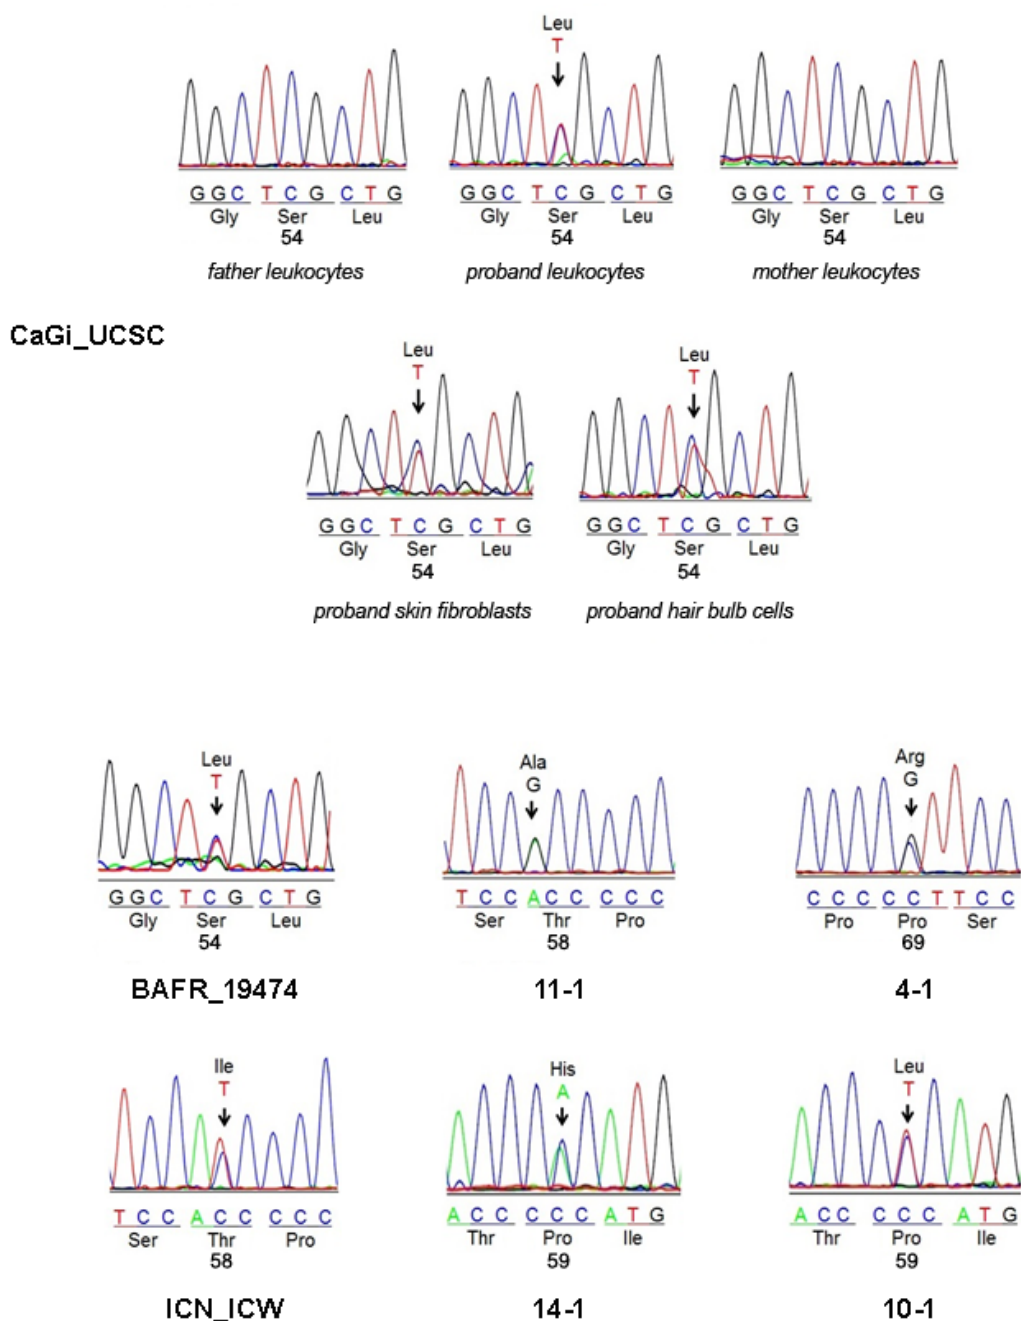 Leu
T
GGC TCG CTG
Gly Ser Leu
54
father leukocytes
GGC TCG CTG
Gly Ser Leu
54
proband leukocytes
GGC TCG CTG
Gly Ser Leu
54
mother leukocytes
CaGi_UCSC
Leu
T
GGC TCG CTG
Gly Ser Leu
54
proband skin fibroblasts
Leu
T
GGC TCG CTG
Gly Ser Leu
54
proband hair bulb cells
Leu
T
GGC TCG CTG
Gly Ser Leu
54
BAFR_19474
Ala
G
TCC ACC CCC
Ser Thr Pro
58
11-1
Arg
G
CCC CCT TCC
Pro Pro Ser
69
4-1
Ile
T
TCC ACC CCC
Ser Thr Pro
58
ICN_ICW
His
A
ACC CCC ATG
Thr Pro Ile
59
14-1
Leu
T
ACC CCC ATG
Thr Pro Ile
59
10-1